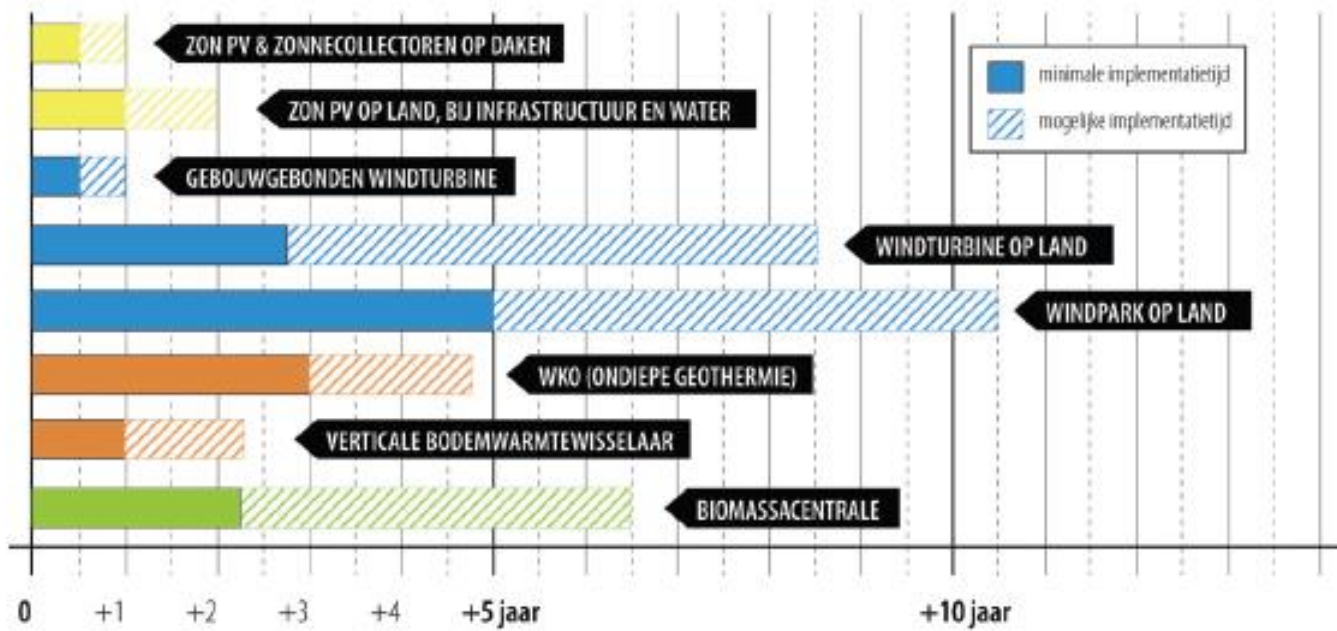 ZON PV & ZONNECOLLECTOREN OP DAKEN
minimale implementatietijd
ZON PV OP LAND, BIJ INFRASTRUCTUUR EN WATER
mogelijke implementatietijd
GEBOUWGEBONDEN WINDTURBINE
WINDTURBINE OP LAND
WINDPARK OP LAND
WKO (ONDIEPE GEOTHERMIE)
VERTICALE BODEMWARMTEWISSELAAR
BIOMASSACENTRALE
0 +1 +2 +3 +4 +5 jaar +10 jaar